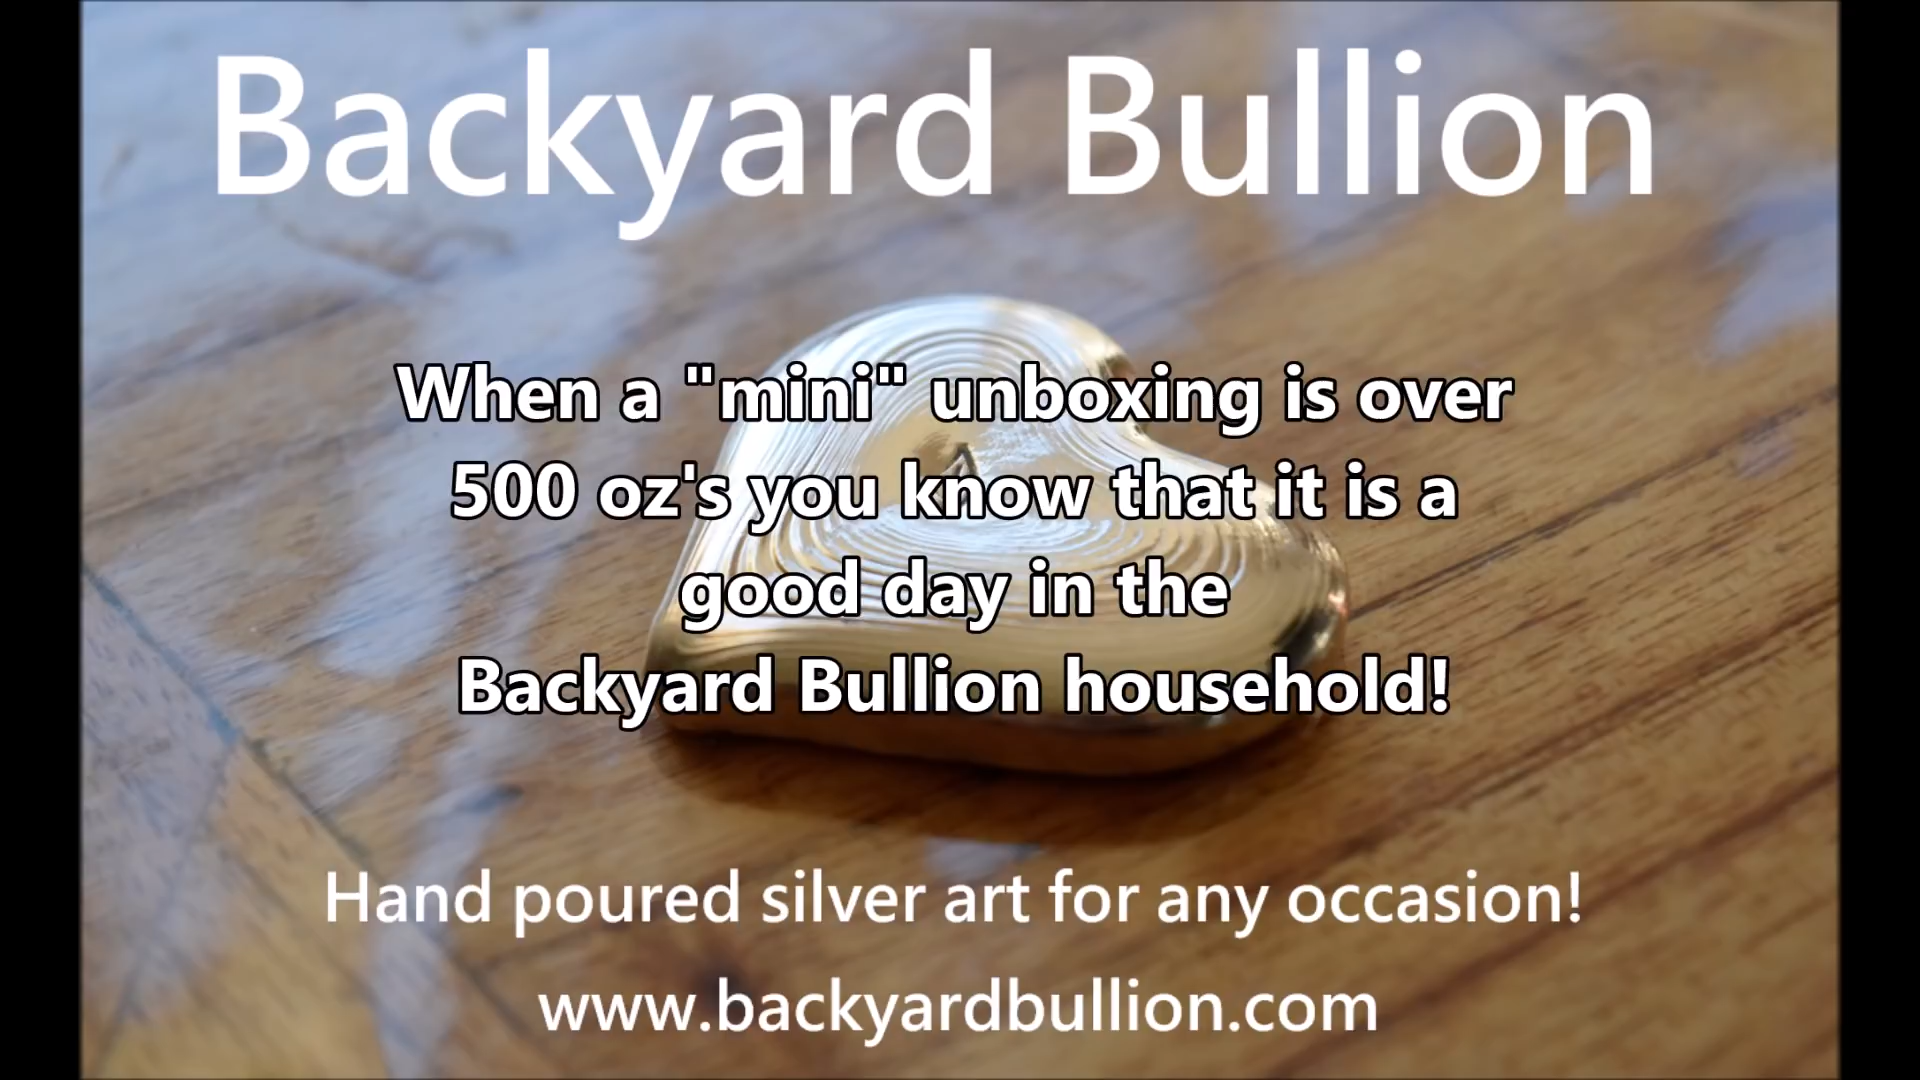 Backyard Bullion
When a "mini" unboxing is over
500 oz's you know that it is a
good day in the
Backyard Bullion household!
Hand poured silver art for any occasion!
www.backyardbullion.com